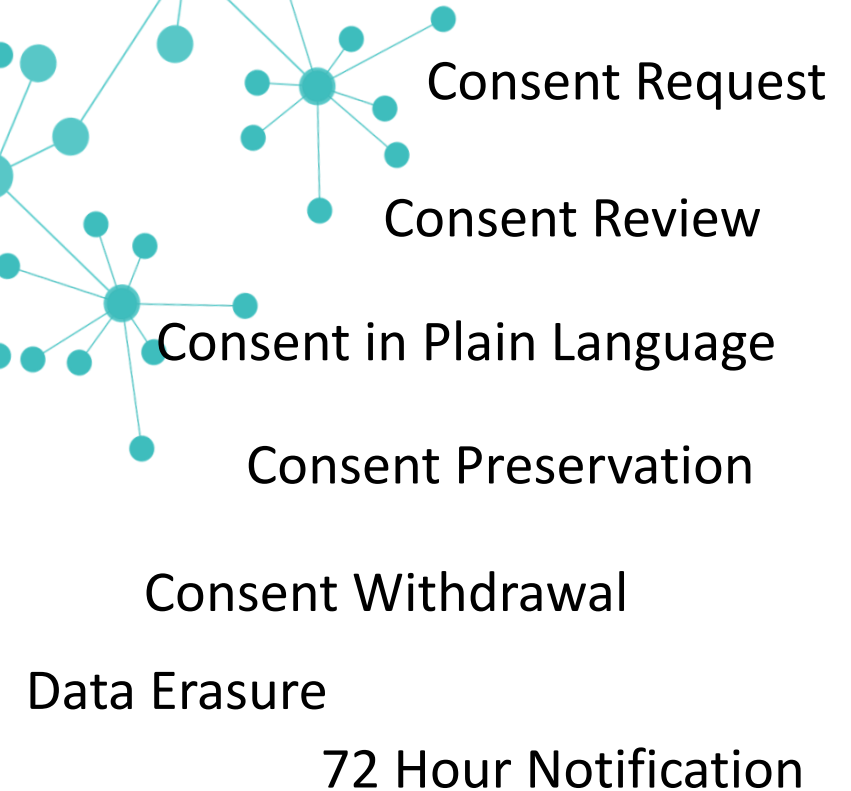 Consent Request
Consent Review
Consent in Plain Language
Consent Preservation
Consent Withdrawal
Data Erasure
72 Hour Notification